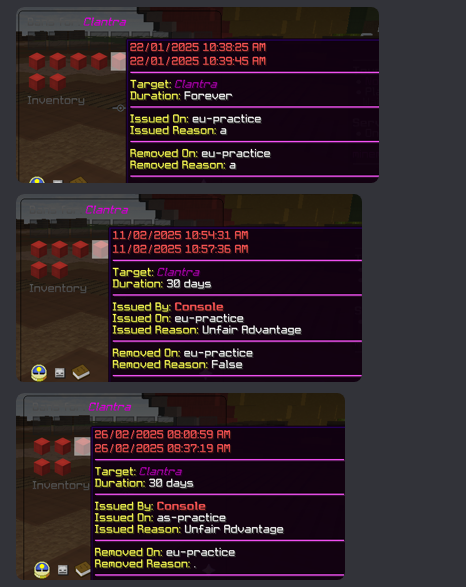 Clantra
22/01/2025 10:38:25 AM
22/01/2025 10:39:45 AM
Target: Clantra
Duration: Forever
Inventory
Issued On: eu-practice
Issued Reason: a
Removed On: eu-practice
Removed Reason: a
Clantra
11/02/2025 10:54:31 AM
11/02/2025 10:57:36 AM
Target: Clantra
Duration: 30 days
Inventory
Issued By: Console
Issued On: eu-practice
Issued Reason: Unfair Advantage
Removed On: eu-practice
Removed Reason: False
Clantra
26/02/2025 08:00:59 AM
26/02/2025 08:37:19 AM
Target: Clantra
Duration: 30 days
Inventory
Issued By: Console
Issued On: as-practice
Issued Reason: Unfair Advantage
Removed On: eu-practice
Removed Reason: .